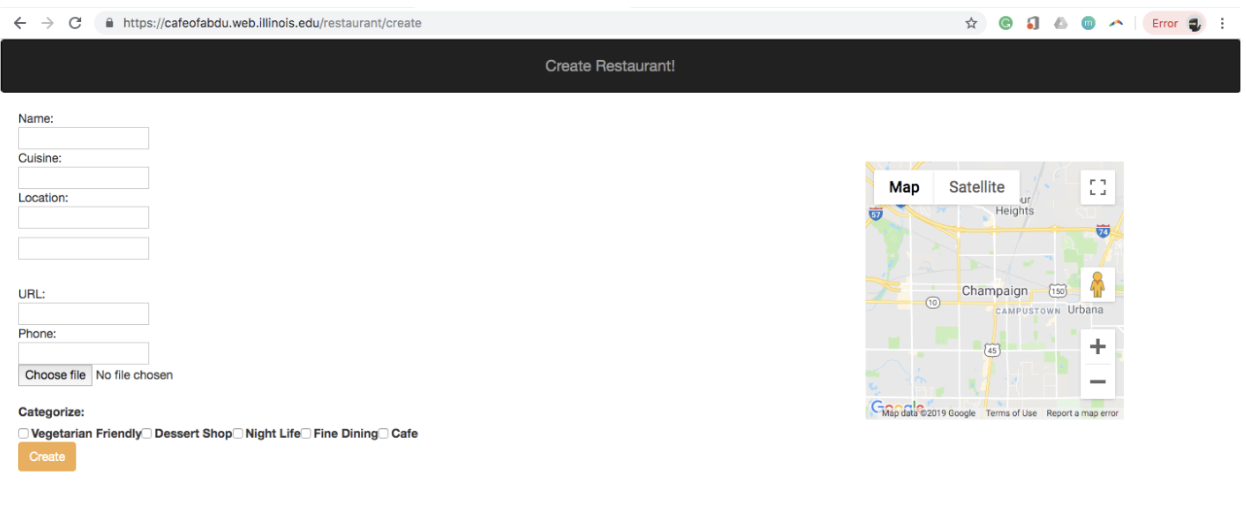 https://cafeofabdu.web.illinois.edu/restaurant/create
Error
Create Restaurant!
Name:
Cuisine:
Location:
URL:
Phone:
Choose file No file chosen
Categorize:
Vegetarian Friendly Dessert Shop Night Life Fine Dining Cafe
Create
Map Satellite
Heights
57
74
Champaign
150
10
CAMPUSTOWN
Urbana
45
Google
Map data ©2019 Google Terms of Use Report a map error